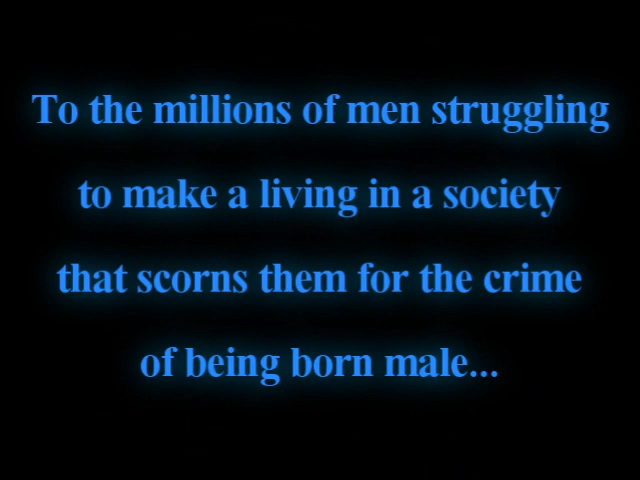 To the millions of men struggling
to make a living in a society
that scorns them for the crime
of being born male...